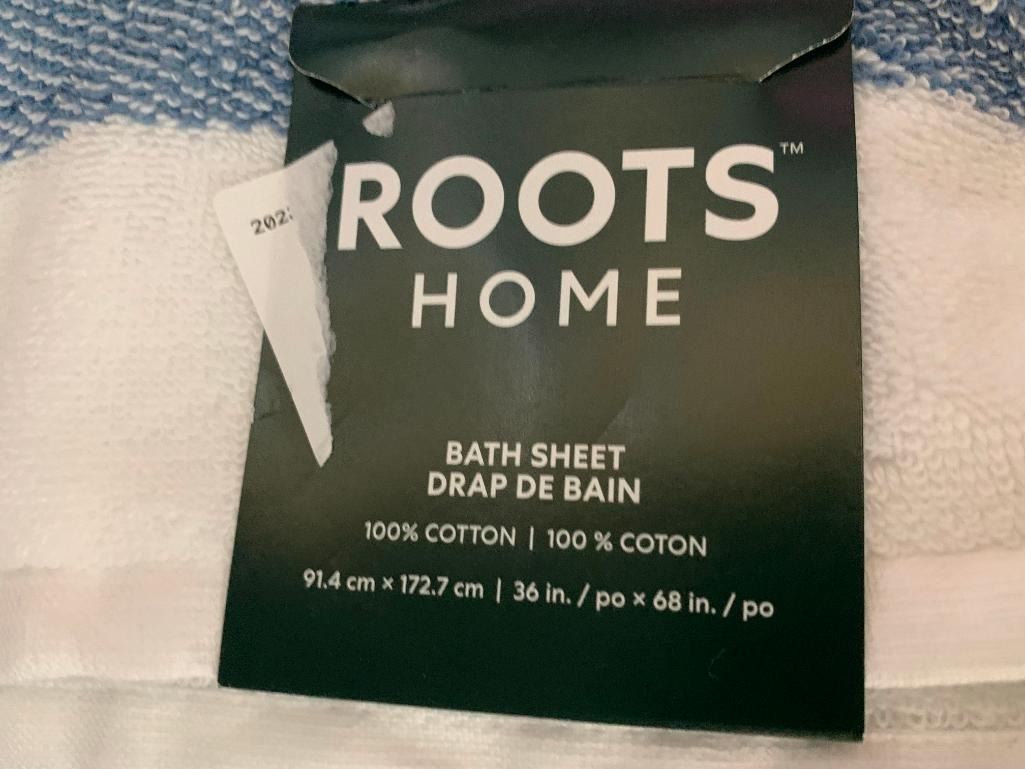 ROOTS™
HOME
BATH SHEET
DRAP DE BAIN
100% COTTON | 100 % COTON
91.4 cm × 172.7 cm | 36 in. / po × 68 in. / po